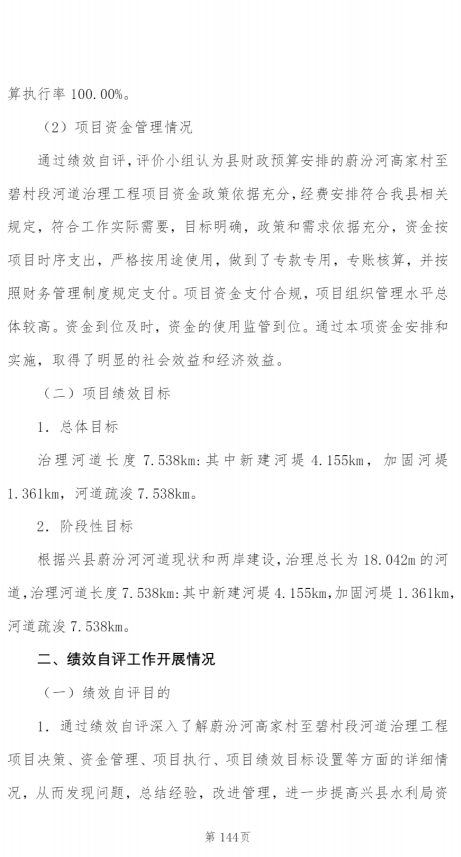 算执行率 100.00%。
（2）项目资金管理情况
通过绩效自评,评价小组认为县财政预算安排的蔚汾河高家村至
碧村段河道治理工程项目资金政策依据充分，经费安排符合我县相关
规定，符合工作实际需要，目标明确，政策和需求依据充分，资金按
项目时序支出，严格按用途使用，做到了专款专用，专账核算，并按
照财务管理制度规定支付。项目资金支付合规，项目组织管理水平总
体较高。资金到位及时，资金的使用监管到位。通过本项资金安排和
实施，取得了明显的社会效益和经济效益。
（二）项目绩效目标
1．总体目标
治理河道长度 7.538km:其中新建河堤 4.155km，加固河堤
1.361km，河道疏浚 7.538km。
2．阶段性目标
根据兴县蔚汾河河道现状和两岸建设,治理总长为 18.042m 的河
道,治理河道长度 7.538km:其中新建河堤 4.155km,加固河堤 1.361km,
河道疏浚 7.538km。
二、绩效自评工作开展情况
（一）绩效自评目的
1．通过绩效自评深入了解蔚汾河高家村至碧村段河道治理工程
项目决策、资金管理、项目执行、项目绩效目标设置等方面的详细情
况，从而发现问题，总结经验，改进管理，进一步提高兴县水利局资
第 144页